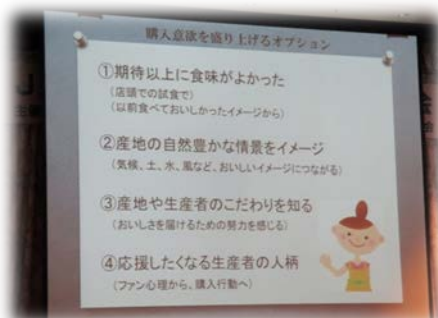 購入意欲を盛り上げるオプション
①期待以上に食味がよかった
(店頭での試食で)
(以前食べておいしかったイメージから)
②産地の自然豊かな情景をイメージ
(気候、土、水、風など、おいしいイメージにつながる)
③産地や生産者のこだわりを知る
(おいしさを届けるための努力を感じる)
④応援したくなる生産者の人柄
(ファン心理から、購入行動へ)